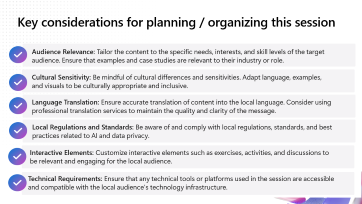 Key considerations for planning / organizing this session
Audience Relevance: Tailor the content to the specific needs, interests, and skill levels of the target
audience. Ensure that examples and case studies are relevant to their industry or role.
Cultural Sensitivity: Be mindful of cultural differences and sensitivities. Adapt language, examples,
and visuals to be culturally appropriate and inclusive.
Language Translation: Ensure accurate translation of content into the local language. Consider using
professional translation services to maintain the quality and clarity of the message.
Local Regulations and Standards: Be aware of and comply with local regulations, standards, and best
practices related to AI and data privacy.
Interactive Elements: Customize interactive elements such as exercises, activities, and discussions to
be relevant and engaging for the local audience.
Technical Requirements: Ensure that any technical tools or platforms used in the session are accessible
and compatible with the local audience's technology infrastructure.